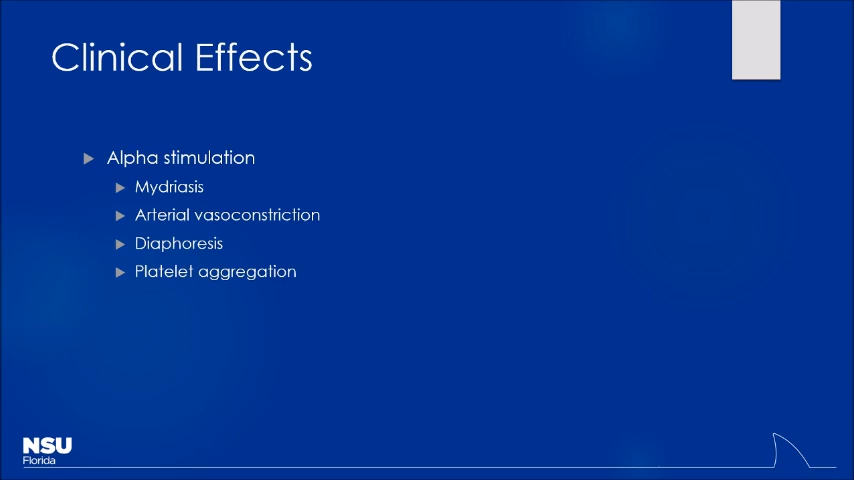 Clinical Effects
Alpha stimulation
Mydriasis
Arterial vasoconstriction
Diaphoresis
Platelet aggregation
NSU
Florida